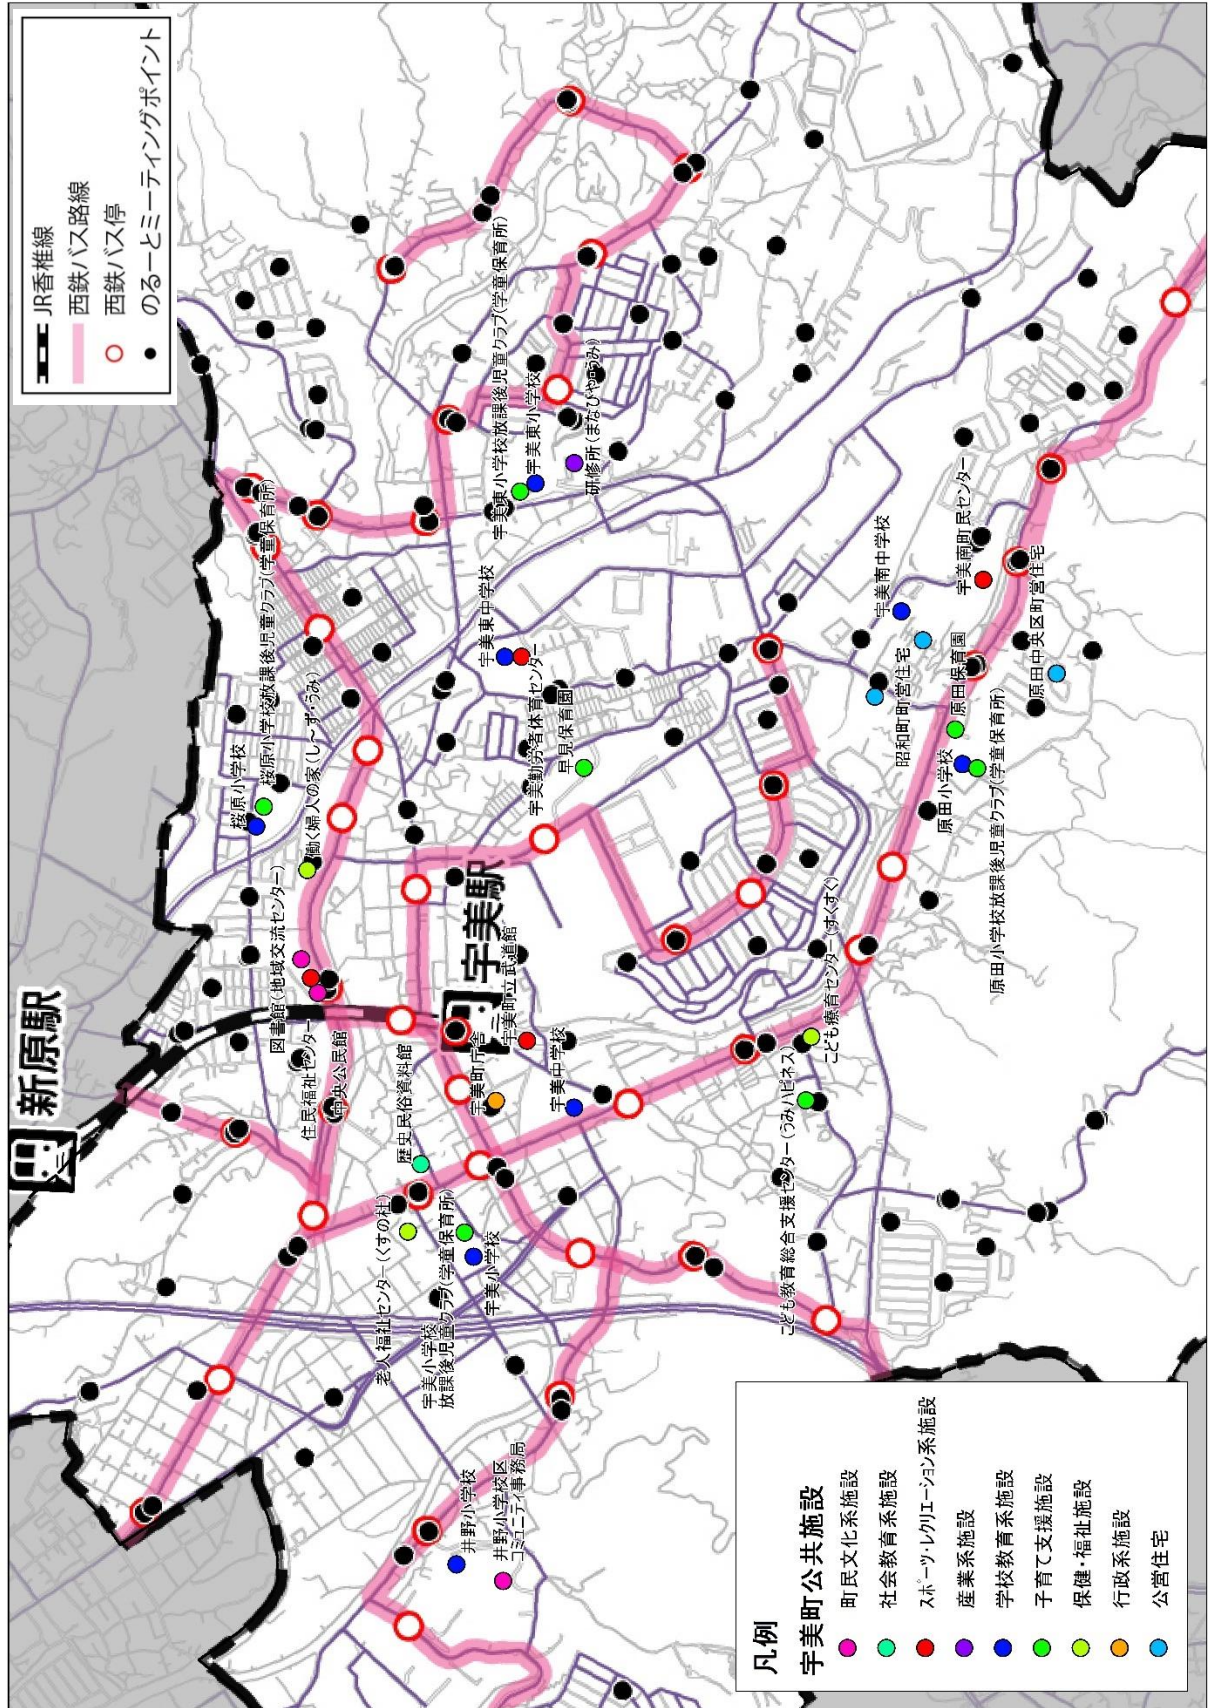 JR香椎線
西鉄バス路線
西鉄バス停
のるーとミーティングポイント
新原駅
宇美駅
桜原小学校
桜原小学校放課後児童クラブ(学童保育所)
働く婦人の家(し~ず・うみ)
図書館(地域交流センター)
住民福祉センター
中央公民館
歴史民俗資料館
宇美町庁舎
宇美町立武道館
宇美中学校
老人福祉センター(くすの杜)
宇美小学校
放課後児童クラブ(学童保育所)
宇美小学校
井野小学校
井野小学校区
コミュニティ事務局
宇美東小学校放課後児童クラブ(学童保育所)
宇美東小学校
研修所(まなびや・うみ)
宇美東中学校
宇美勤労者体育センター
早見保育園
宇美南中学校
宇美南町民センター
昭和町町営住宅
原田保育園
原田中央区町営住宅
原田小学校
原田小学校放課後児童クラブ(学童保育所)
こども療育センター(すくすく)
こども教育総合支援センター(うみハピネス)
凡例
宇美町公共施設
町民文化系施設
社会教育系施設
スポーツ・レクリエーション系施設
産業系施設
学校教育系施設
子育て支援施設
保健・福祉施設
行政系施設
公営住宅